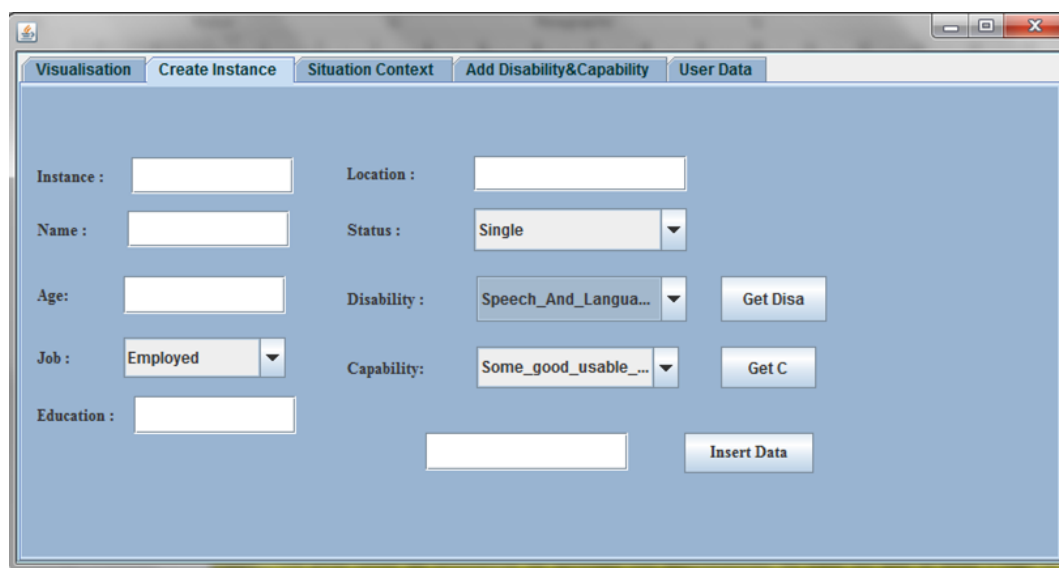 Visualisation Create Instance Situation Context Add Disability&Capability User Data
Instance : Location :
Name : Status : Single
Age: Disability : Speech_And_Langua... Get Disa
Job : Employed Capability: Some_good_usable_... Get C
Education :
Insert Data